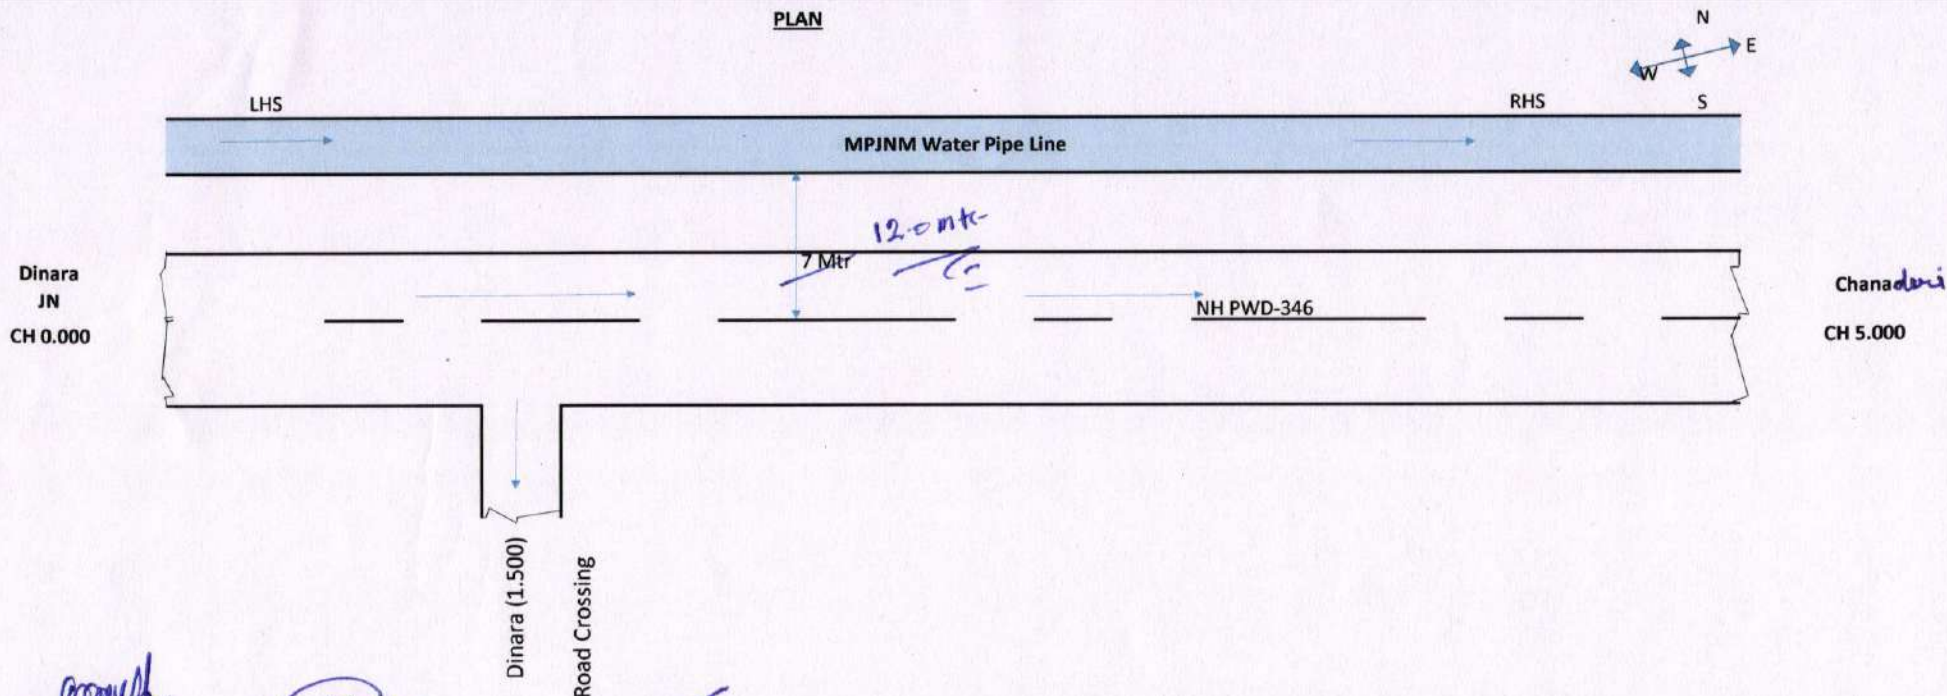 PLAN
N
E
W
S
LHS
RHS
MPJNM Water Pipe Line
12.0 mtr
7 Mtr
Dinara
JN
CH 0.000
NH PWD-346
Chanaderi
CH 5.000
Dinara (1.500)
Road Crossing